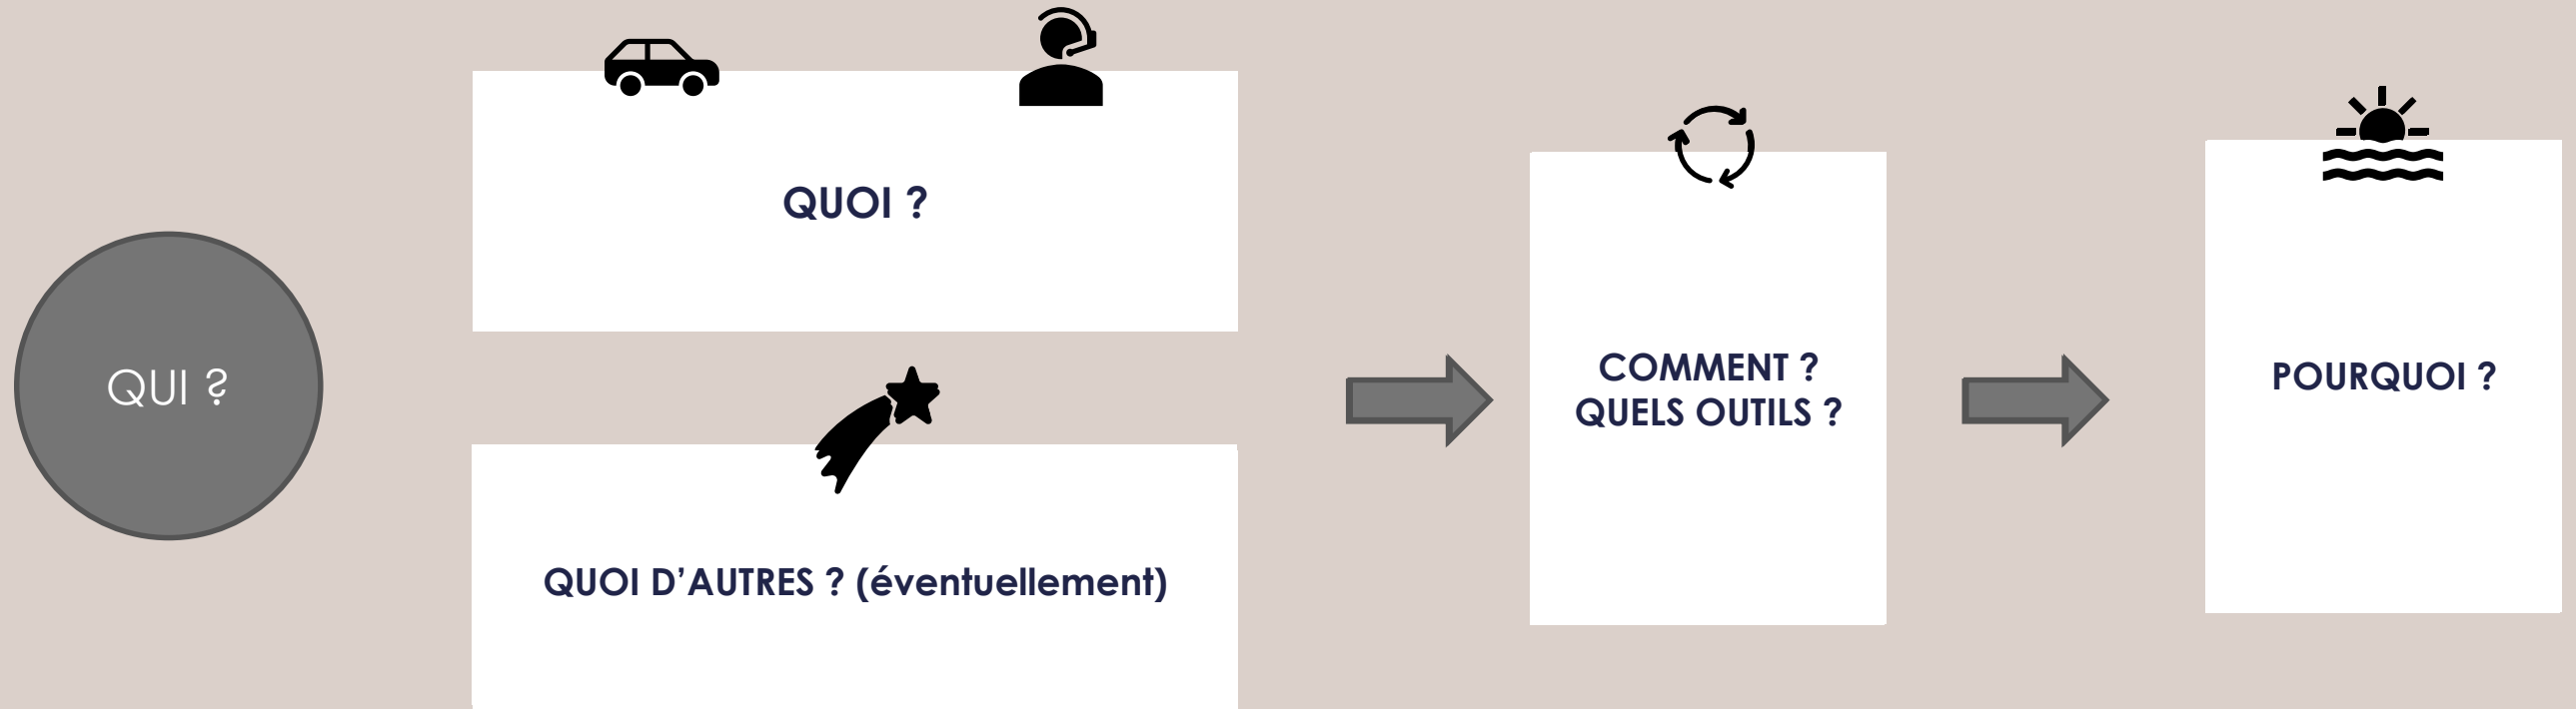 QUI ?
QUOI ?
QUOI D’AUTRES ? (éventuellement)
COMMENT ?
QUELS OUTILS ?
POURQUOI ?